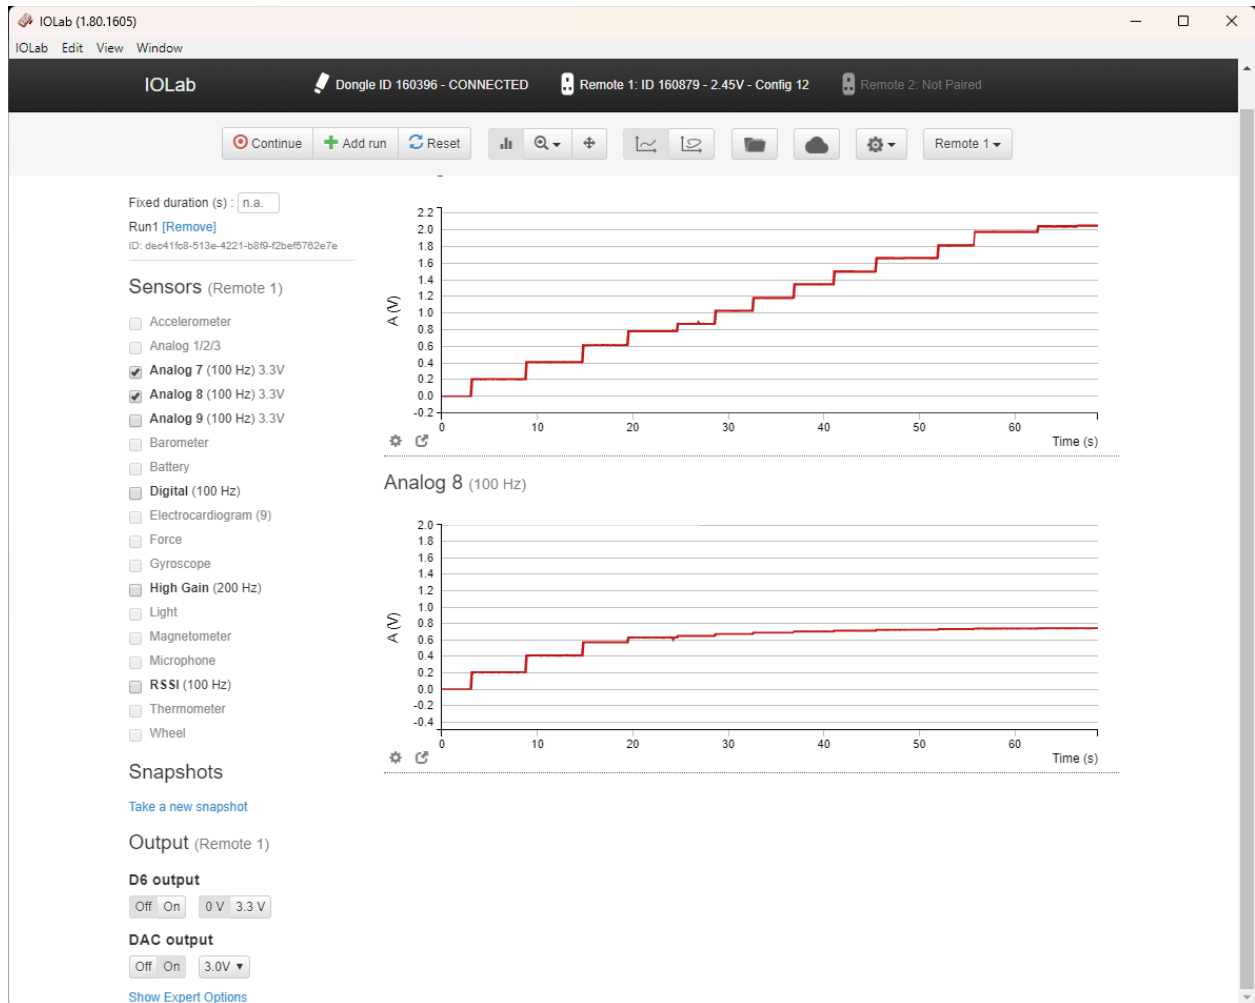 IOLab (1.80.1605)
IOLab Edit View Window
IOLab Dongle ID 160396 - CONNECTED Remote 1: ID 160879 - 2.45V - Config 12 Remote 2: Not Paired
Continue Add run Reset Remote 1
Fixed duration (s) : n.a.
Run1 [Remove]
ID: dec41fc8-513e-4221-b8f9-f2bef5762e7e
Sensors (Remote 1)
Accelerometer
Analog 1/2/3
Analog 7 (100 Hz) 3.3V
Analog 8 (100 Hz) 3.3V
Analog 9 (100 Hz) 3.3V
Barometer
Battery
Digital (100 Hz)
Electrocardiogram (9)
Force
Gyroscope
High Gain (200 Hz)
Light
Magnetometer
Microphone
RSSI (100 Hz)
Thermometer
Wheel
Snapshots
Take a new snapshot
Output (Remote 1)
D6 output
Off On 0 V 3.3 V
DAC output
Off On 3.0V
Show Expert Options
A (V)
2.2
2.0
1.8
1.6
1.4
1.2
1.0
0.8
0.6
0.4
0.2
0.0
-0.2
0 10 20 30 40 50 60
Time (s)
Analog 8 (100 Hz)
A (V)
2.0
1.8
1.6
1.4
1.2
1.0
0.8
0.6
0.4
0.2
0.0
-0.2
-0.4
0 10 20 30 40 50 60
Time (s)